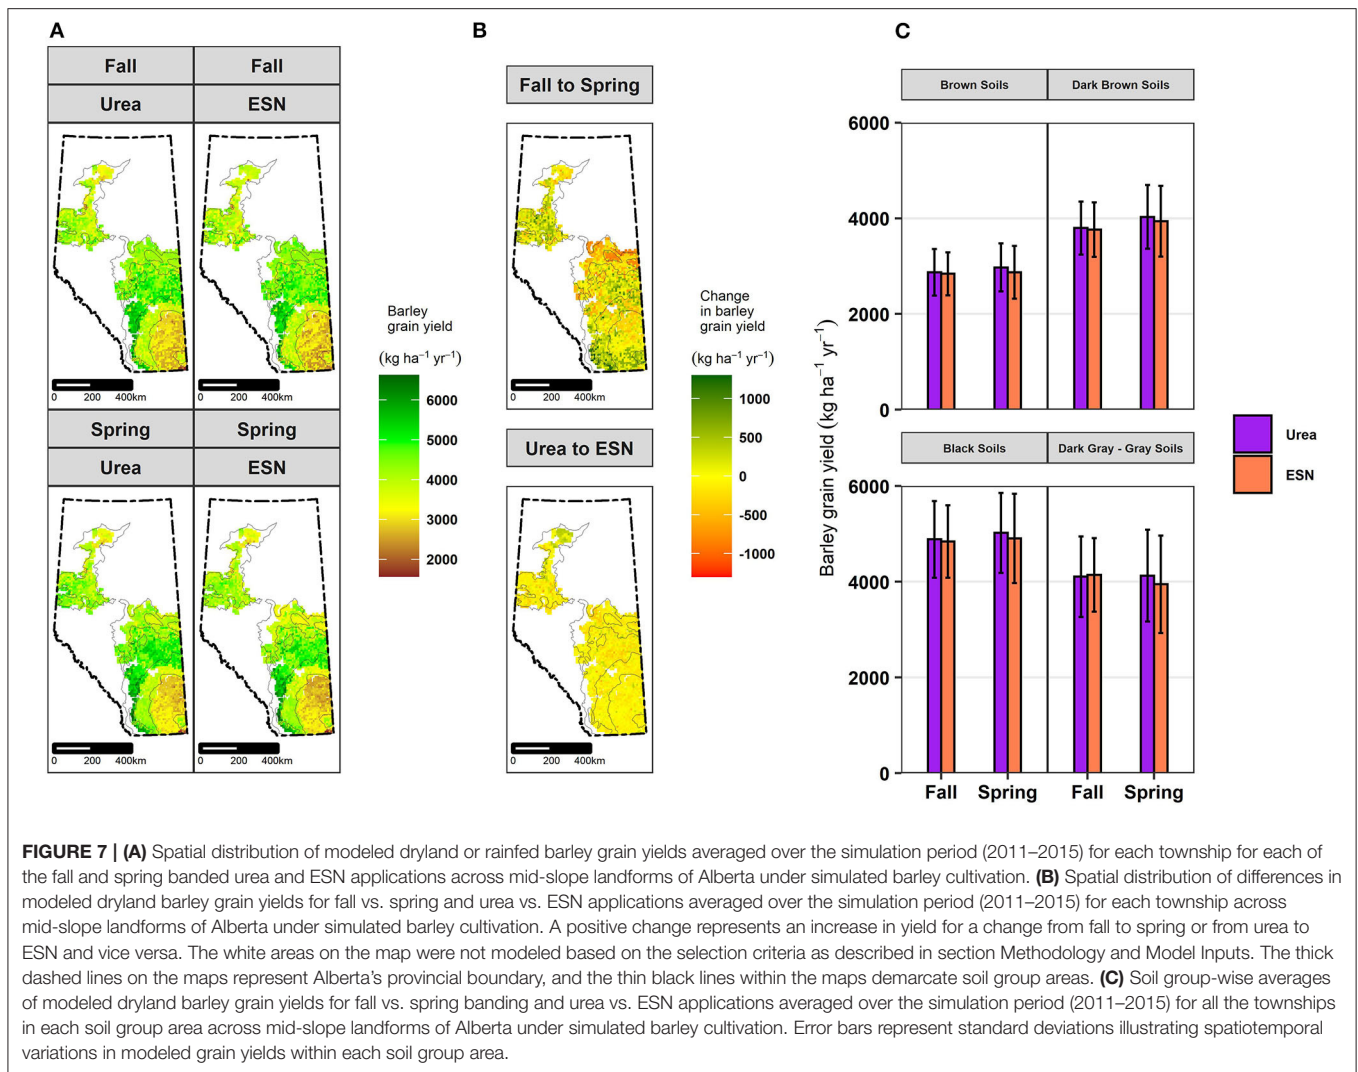 A
B
C
Fall
Fall
Urea
ESN
0 200 400km
0 200 400km
Spring
Spring
Urea
ESN
0 200 400km
0 200 400km
Barley
grain yield
(kg ha⁻¹ yr⁻¹)
6000
5000
4000
3000
2000
Fall to Spring
0 200 400km
Urea to ESN
0 200 400km
Change
in barley
grain yield
(kg ha⁻¹ yr⁻¹)
1000
500
0
-500
-1000
Barley grain yield (kg ha⁻¹ yr⁻¹)
Brown Soils
Dark Brown Soils
6000
4000
2000
0
Black Soils
Dark Gray - Gray Soils
6000
4000
2000
0
Fall Spring Fall Spring
Urea
ESN
FIGURE 7 | (A) Spatial distribution of modeled dryland or rainfed barley grain yields averaged over the simulation period (2011–2015) for each township for each of
the fall and spring banded urea and ESN applications across mid-slope landforms of Alberta under simulated barley cultivation. (B) Spatial distribution of differences in
modeled dryland barley grain yields for fall vs. spring and urea vs. ESN applications averaged over the simulation period (2011–2015) for each township across
mid-slope landforms of Alberta under simulated barley cultivation. A positive change represents an increase in yield for a change from fall to spring or from urea to
ESN and vice versa. The white areas on the map were not modeled based on the selection criteria as described in section Methodology and Model Inputs. The thick
dashed lines on the maps represent Alberta's provincial boundary, and the thin black lines within the maps demarcate soil group areas. (C) Soil group-wise averages
of modeled dryland barley grain yields for fall vs. spring banding and urea vs. ESN applications averaged over the simulation period (2011–2015) for all the townships
in each soil group area across mid-slope landforms of Alberta under simulated barley cultivation. Error bars represent standard deviations illustrating spatiotemporal
variations in modeled grain yields within each soil group area.